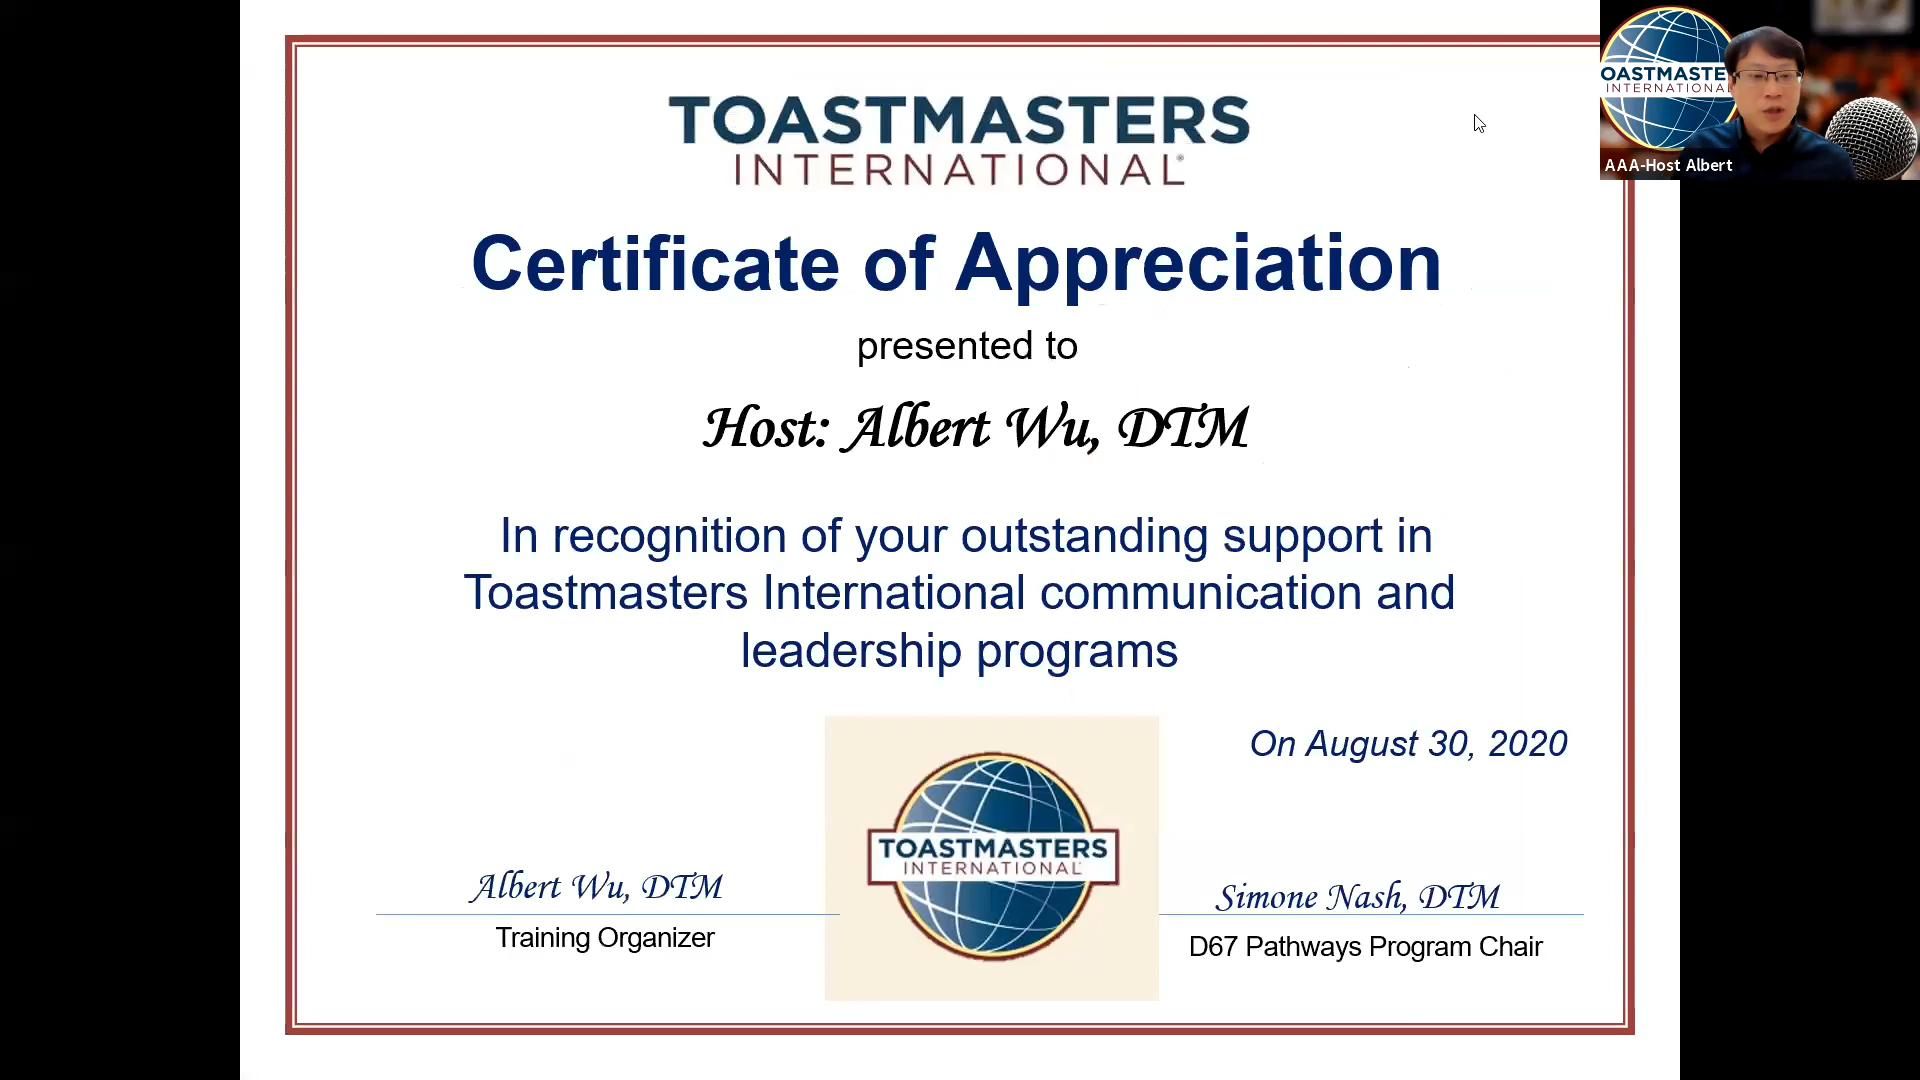 TOASTMASTERS
INTERNATIONAL®
Certificate of Appreciation
presented to
Host: Albert Wu, DTM
In recognition of your outstanding support in
Toastmasters International communication and
leadership programs
On August 30, 2020
TOASTMASTERS
INTERNATIONAL
Albert Wu, DTM
Training Organizer
Simone Nash, DTM
D67 Pathways Program Chair
OASTMASTE
INTERNATIONAL
AAA-Host Albert